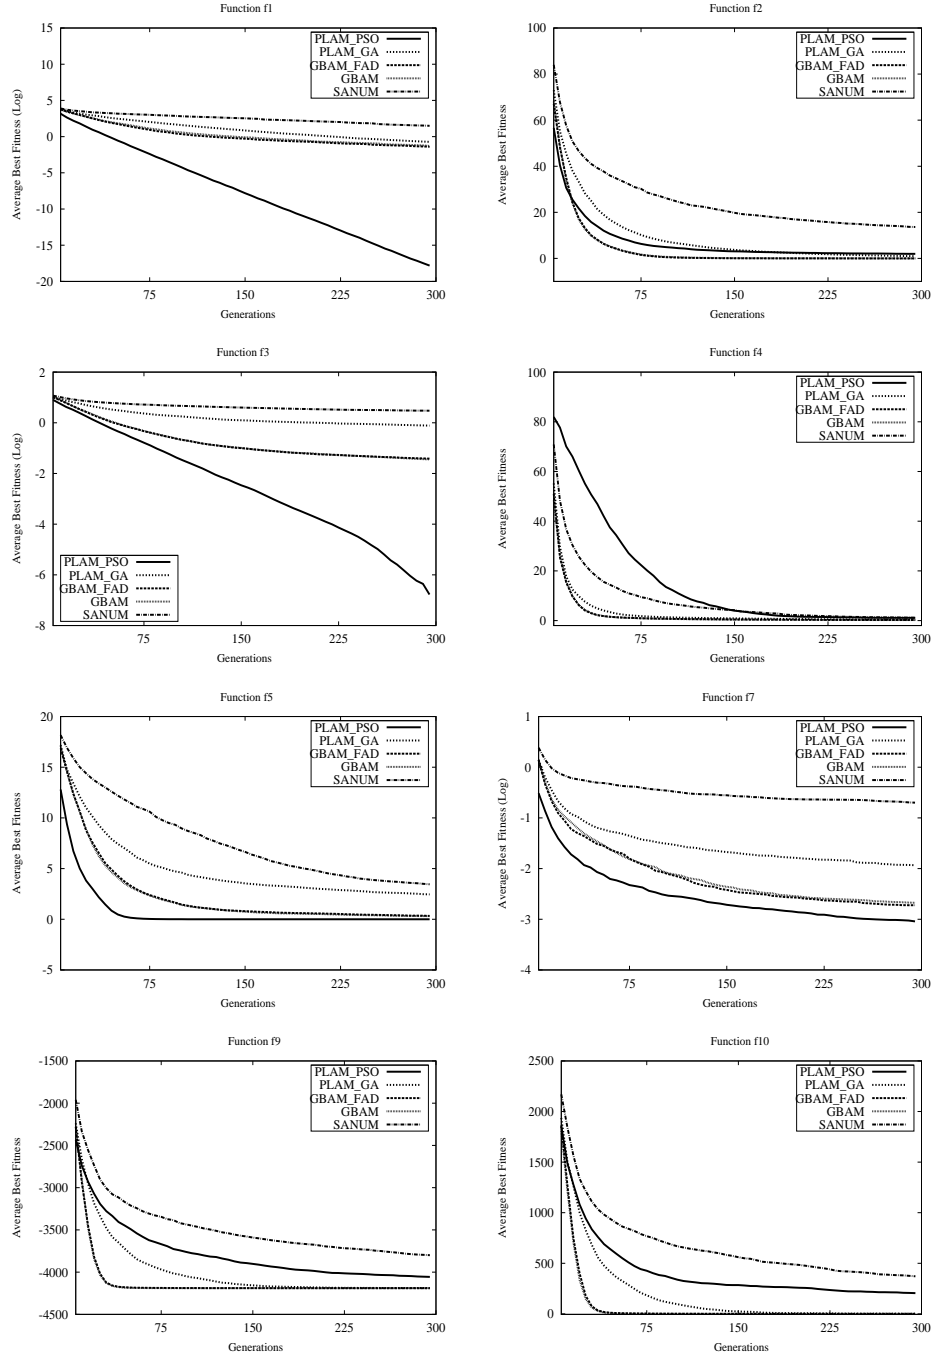 Function f1
Average Best Fitness (Log)
15
10
5
0
-5
-10
-15
-20
75
150
225
300
Generations
PLAM_PSO
PLAM_GA
GBAM_FAD
GBAM
SANUM
Function f2
Average Best Fitness
100
80
60
40
20
0
75
150
225
300
Generations
PLAM_PSO
PLAM_GA
GBAM_FAD
GBAM
SANUM
Function f3
Average Best Fitness (Log)
2
0
-2
-4
-6
-8
75
150
225
300
Generations
PLAM_PSO
PLAM_GA
GBAM_FAD
GBAM
SANUM
Function f4
Average Best Fitness
100
80
60
40
20
0
75
150
225
300
Generations
PLAM_PSO
PLAM_GA
GBAM_FAD
GBAM
SANUM
Function f5
Average Best Fitness
20
15
10
5
0
-5
75
150
225
300
Generations
PLAM_PSO
PLAM_GA
GBAM_FAD
GBAM
SANUM
Function f7
Average Best Fitness (Log)
1
0
-1
-2
-3
-4
75
150
225
300
Generations
PLAM_PSO
PLAM_GA
GBAM_FAD
GBAM
SANUM
Function f9
Average Best Fitness
-1500
-2000
-2500
-3000
-3500
-4000
-4500
75
150
225
300
Generations
PLAM_PSO
PLAM_GA
GBAM_FAD
GBAM
SANUM
Function f10
Average Best Fitness
2500
2000
1500
1000
500
0
75
150
225
300
Generations
PLAM_PSO
PLAM_GA
GBAM_FAD
GBAM
SANUM